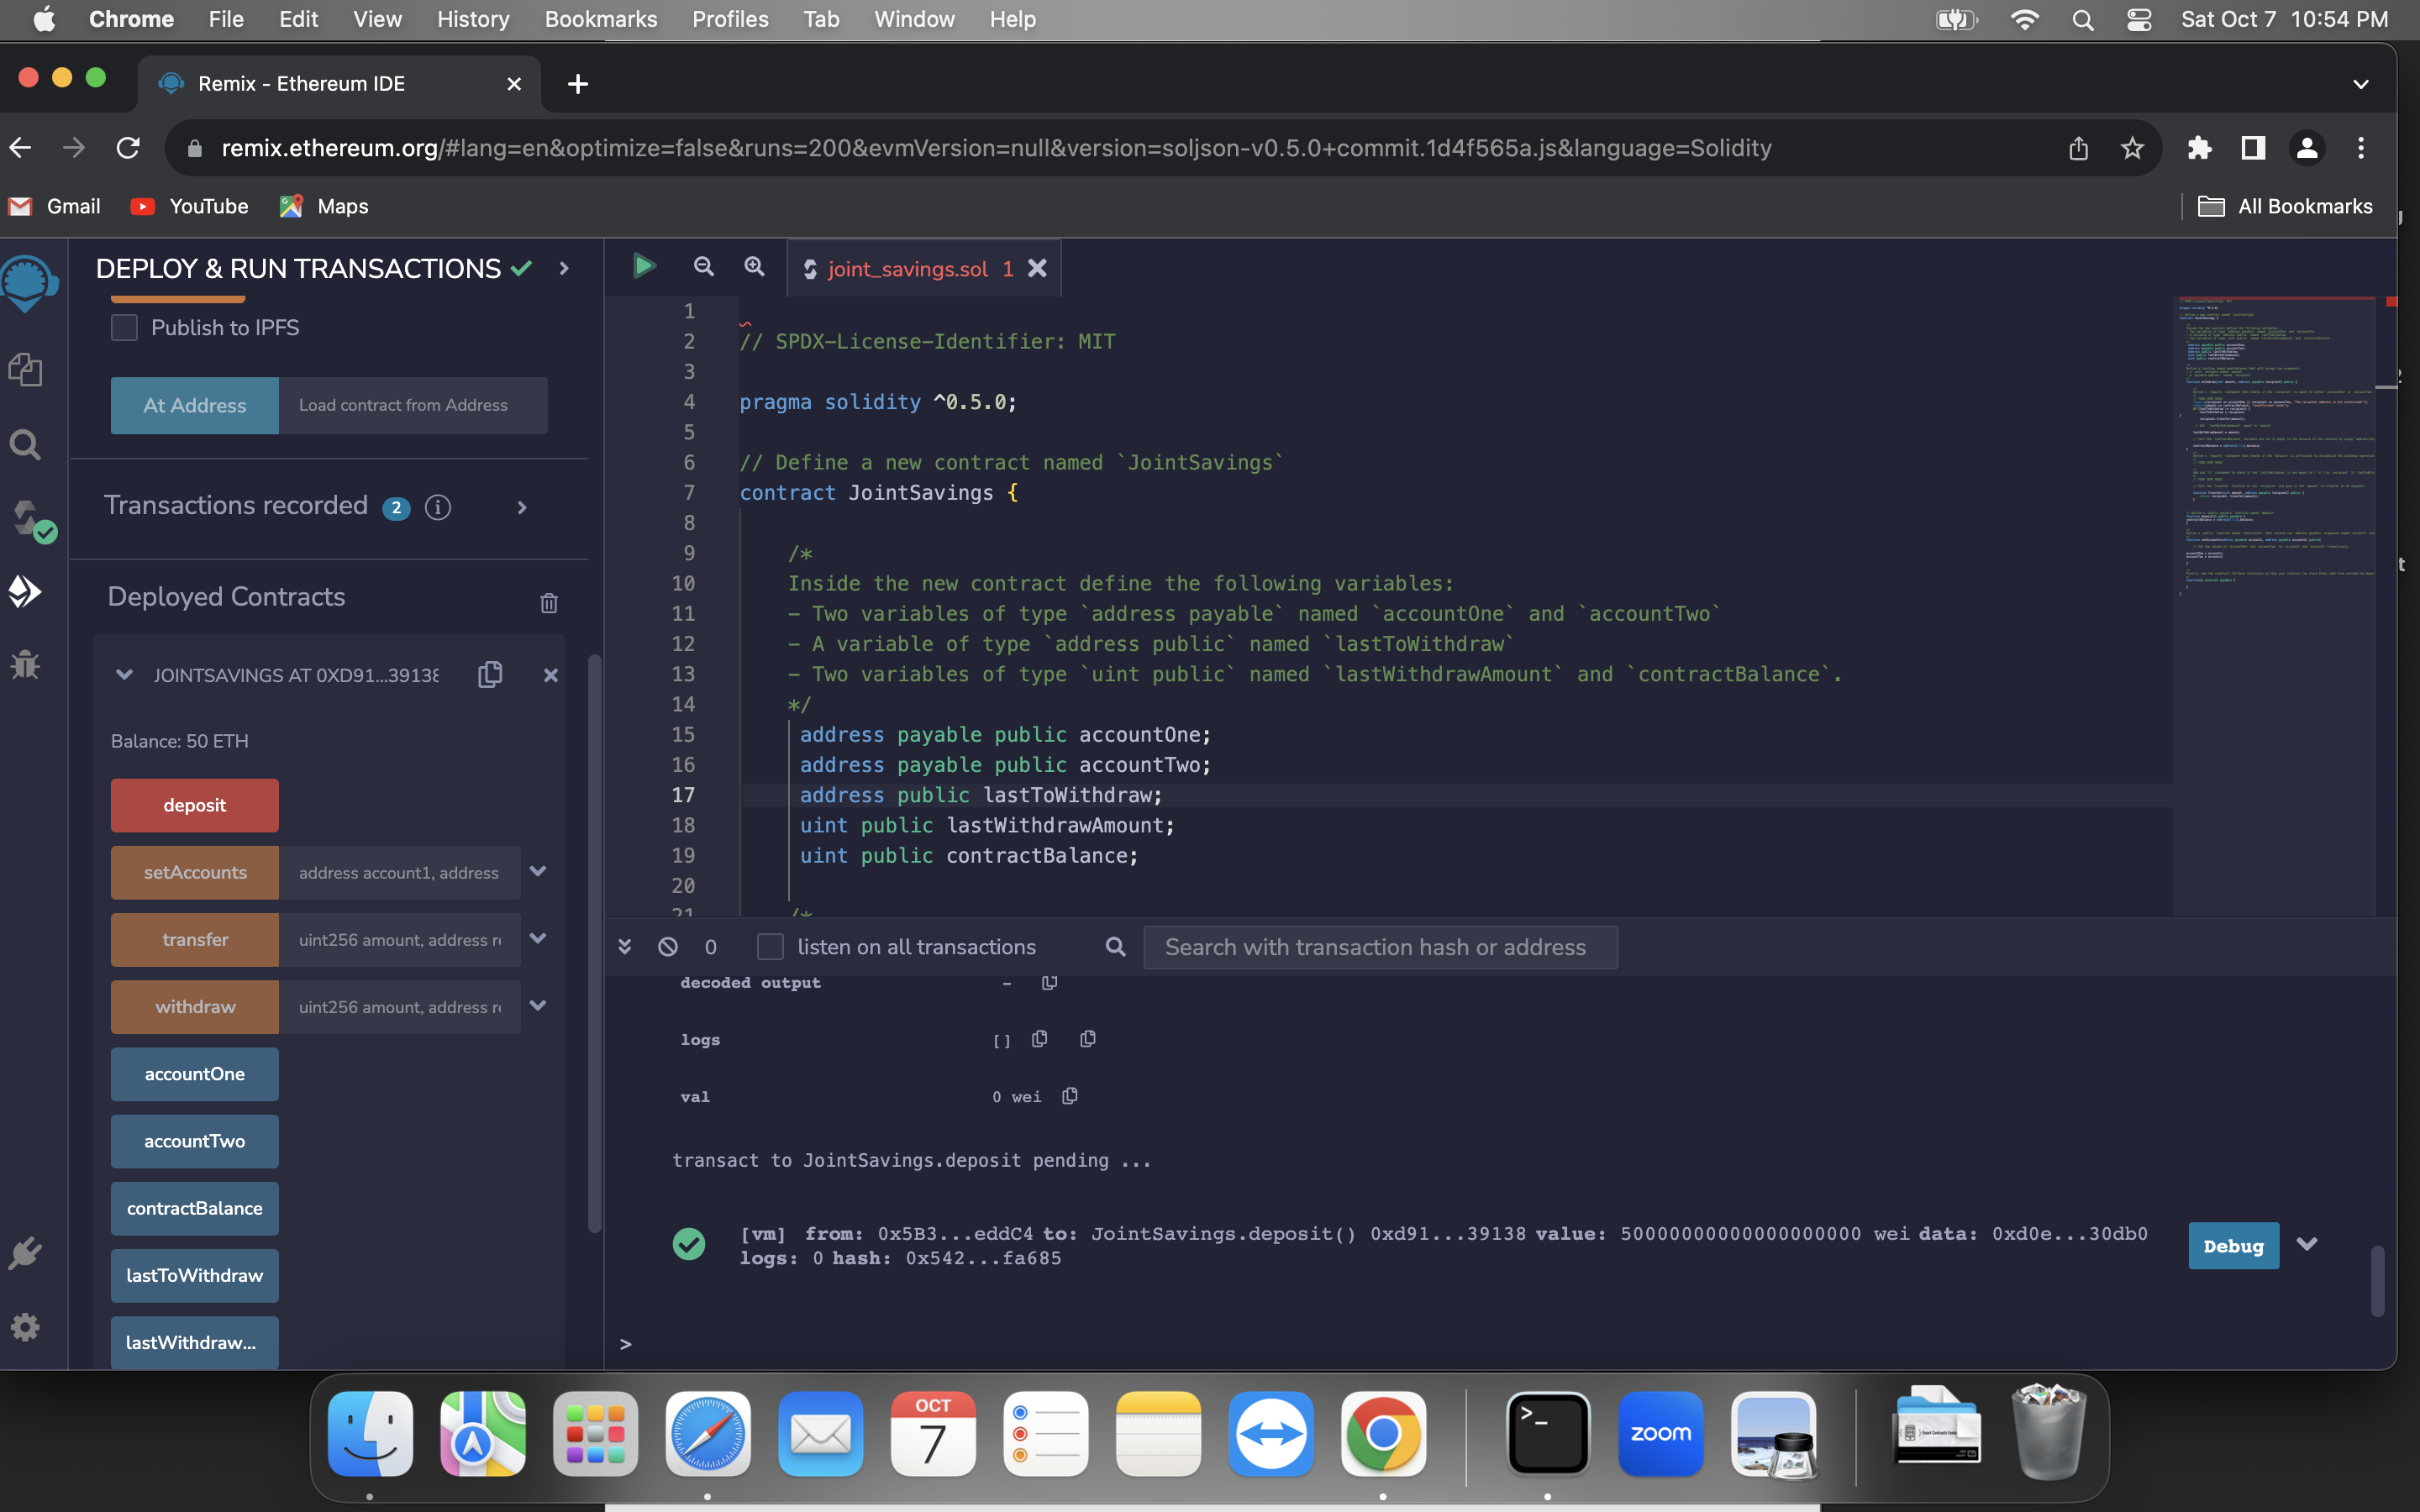 Chrome File Edit View History Bookmarks Profiles Tab Window Help Sat Oct 7 10:54 PM
Remix - Ethereum IDE
remix.ethereum.org/#lang=en&optimize=false&runs=200&evmVersion=null&version=soljson-v0.5.0+commit.1d4f565a.js&language=Solidity
Gmail YouTube Maps All Bookmarks
DEPLOY & RUN TRANSACTIONS
Publish to IPFS
At Address Load contract from Address
Transactions recorded 2 i
Deployed Contracts
JOINTSAVINGS AT 0XD91...39138
Balance: 50 ETH
deposit
setAccounts address account1, address
transfer uint256 amount, address re
withdraw uint256 amount, address re
accountOne
accountTwo
contractBalance
lastToWithdraw
lastWithdraw...
joint_savings.sol 1
1
2 // SPDX-License-Identifier: MIT
3
4 pragma solidity ^0.5.0;
5
6 // Define a new contract named `JointSavings`
7 contract JointSavings {
8
9 /*
10 Inside the new contract define the following variables:
11 - Two variables of type `address payable` named `accountOne` and `accountTwo`
12 - A variable of type `address public` named `lastToWithdraw`
13 - Two variables of type `uint public` named `lastWithdrawAmount` and `contractBalance`.
14 */
15 address payable public accountOne;
16 address payable public accountTwo;
17 address public lastToWithdraw;
18 uint public lastWithdrawAmount;
19 uint public contractBalance;
20
21 /*
0 listen on all transactions Search with transaction hash or address
decoded output -
logs []
val 0 wei
transact to JointSavings.deposit pending ...
[vm] from: 0x5B3...eddC4 to: JointSavings.deposit() 0xd91...39138 value: 50000000000000000000 wei data: 0xd0e...30db0
logs: 0 hash: 0x542...fa685
Debug
>
OCT
7
zoom